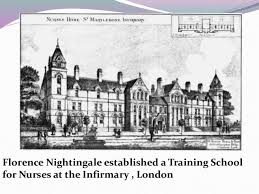 NURSES HOME ST MARYLEBONE INFIRMARY
Florence Nightingale established a Training School
for Nurses at the Infirmary , London